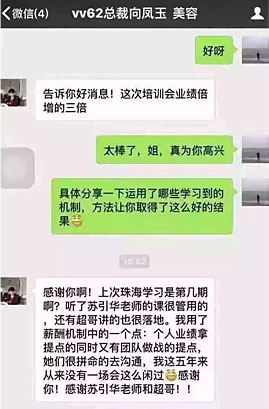 微信(4) vv62总裁向凤玉 美容
好呀
告诉你好消息！这次培训会业绩倍
增的三倍
太棒了，姐，真为你高兴
具体分享一下运用了哪些学习到的
机制，方法让你取得了这么好的结
果😄
15:52
感谢你啊！上次珠海学习是第几期
啊？听了苏引华老师的课很管用的
，还有超哥讲的也很落地。我用了
薪酬机制中的一个点：个人业绩拿
提点的同时又有团队做战的提点，
她们很拼命的去沟通，我这五年来
从来没有一场会这么闲过😄感谢
你！感谢苏引华老师和超哥！！